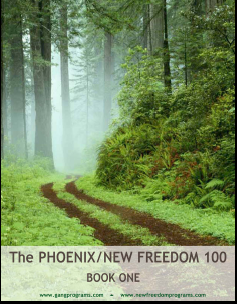 The PHOENIX/NEW FREEDOM 100
BOOK ONE
www.gangprograms.com - www.newfreedomprograms.com